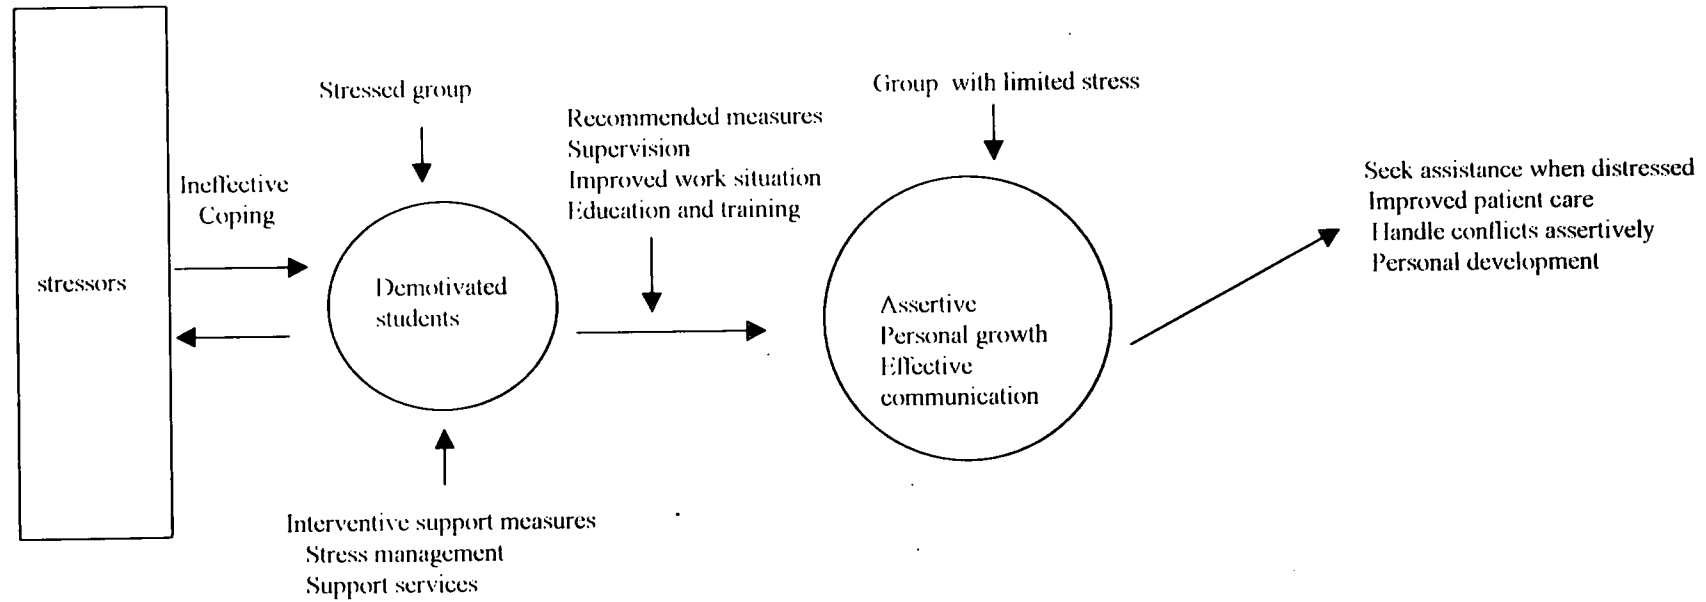 stressors
Ineffective
Coping
Stressed group
Demotivated
students
Interventive support measures
Stress management
Support services
Recommended measures
Supervision
Improved work situation
Education and training
Group with limited stress
Assertive
Personal growth
Effective
communication
Seek assistance when distressed
Improved patient care
Handle conflicts assertively
Personal development